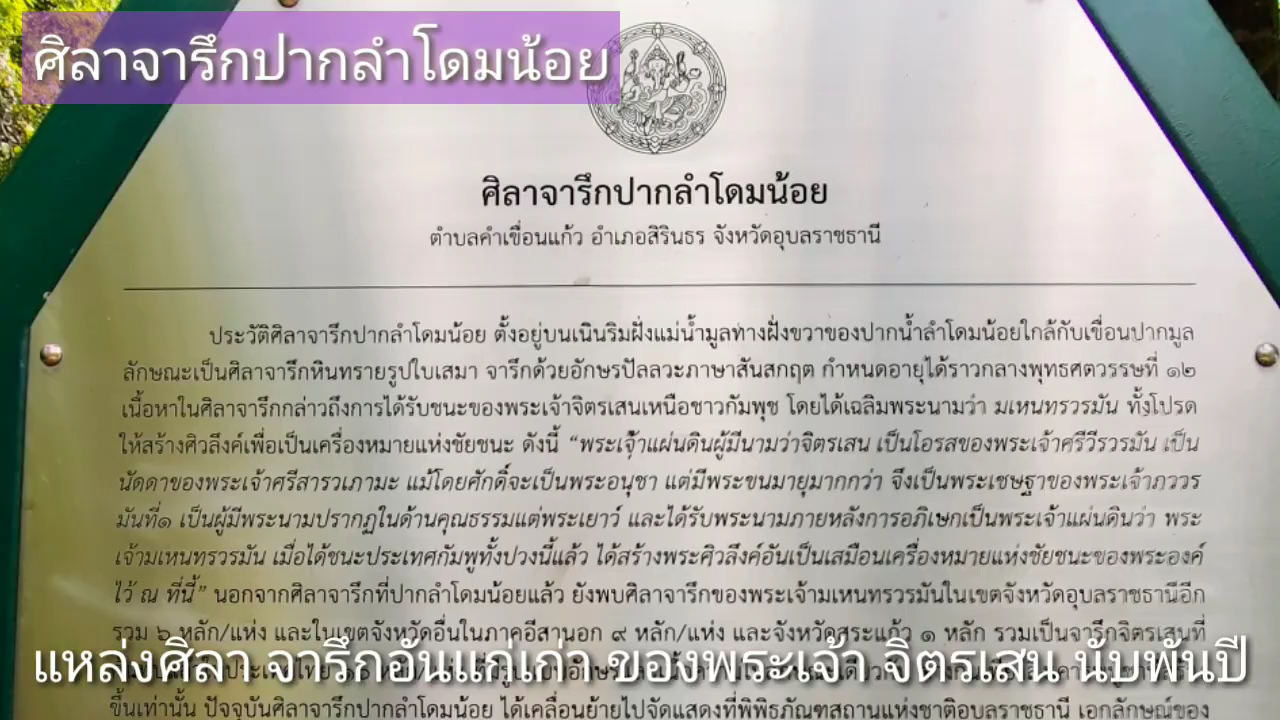 ศิลาจารึกปากลำโดมน้อย
ศิลาจารึกปากลำโดมน้อย
ตำบลคำเขื่อนแก้ว อำเภอสิรินธร จังหวัดอุบลราชธานี
ประวัติศิลาจารึกปากลำโดมน้อย ตั้งอยู่บนเนินริมฝั่งแม่น้ำมูลทางฝั่งขวาของปากน้ำลำโดมน้อยใกล้กับเขื่อนปากมูล
ลักษณะเป็นศิลาจารึกหินทรายรูปใบเสมา จารึกด้วยอักษรปัลลวะภาษาสันสกฤต กำหนดอายุได้ราวกลางพุทธศตวรรษที่ ๑๒
เนื้อหาในศิลาจารึกกล่าวถึงการได้รับชนะของพระเจ้าจิตรเสนเหนือชาวกัมพุช โดยได้เฉลิมพระนามว่า มเหนทรวรมัน ทั้งโปรด
ให้สร้างศิวลึงค์เพื่อเป็นเครื่องหมายแห่งชัยชนะ ดังนี้ “พระเจ้าแผ่นดินผู้มีนามว่าจิตรเสน เป็นโอรสของพระเจ้าศรีวีรวรมัน เป็น
นัดดาของพระเจ้าศรีสารวเภามะ แม้โดยศักดิ์จะเป็นพระอนุชา แต่มีพระชนมายุมากกว่า จึงเป็นพระเชษฐาของพระเจ้าภวร
มันที่๑ เป็นผู้มีพระนามปรากฏในด้านคุณธรรมแต่พระเยาว์ และได้รับพระนามภายหลังการอภิเษกเป็นพระเจ้าแผ่นดินว่า พระ
เจ้ามเหนทรวรมัน เมื่อได้ชนะประเทศกัมพูทั้งปวงนี้แล้ว ได้สร้างพระศิวลึงค์อันเป็นเสมือนเครื่องหมายแห่งชัยชนะของพระองค์
ไว้ ณ ที่นี้” นอกจากศิลาจารึกที่ปากลำโดมน้อยแล้ว ยังพบศิลาจารึกของพระเจ้ามเหนทรวรมันในเขตจังหวัดอุบลราชธานีอีก
รวม ๖ หลัก/แห่ง และในเขตจังหวัดอื่นในภาคอีสานอก ๙ หลัก/แห่ง และจังหวัดสระแก้ว ๑ หลัก รวมเป็นจารึกจิตรเสนที่
แหล่งศิลา จารึกอันแก่เก่า ของพระเจ้า จิตรเสน นับพันปี
ขึ้นเท่านั้น ปัจจุบันศิลาจารึกปากลำโดมน้อย ได้เคลื่อนย้ายไปจัดแสดงที่พิพิธภัณฑสถานแห่งชาติอุบลราชธานี เอกลักษณ์ของ